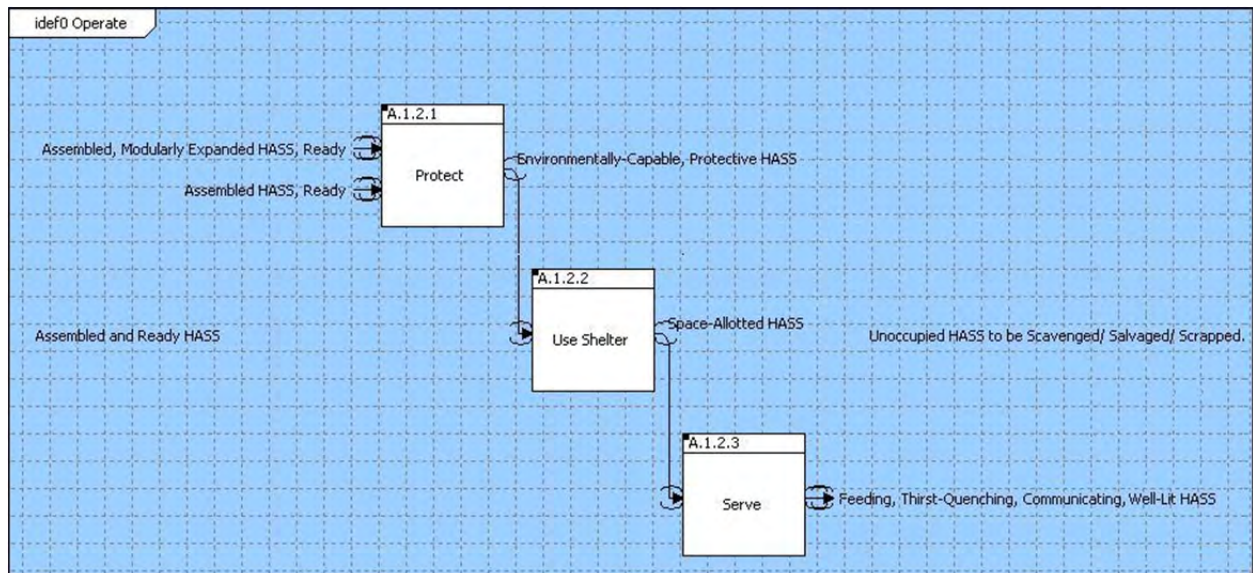 idef0 Operate
A.1.2.1
Assembled, Modularly Expanded HASS, Ready
Environmentally-Capable, Protective HASS
Protect
Assembled HASS, Ready
A.1.2.2
Space-Allotted HASS
Assembled and Ready HASS
Use Shelter
Unoccupied HASS to be Scavenged/ Salvaged/ Scrapped.
A.1.2.3
Serve
Feeding, Thirst-Quenching, Communicating, Well-Lit HASS